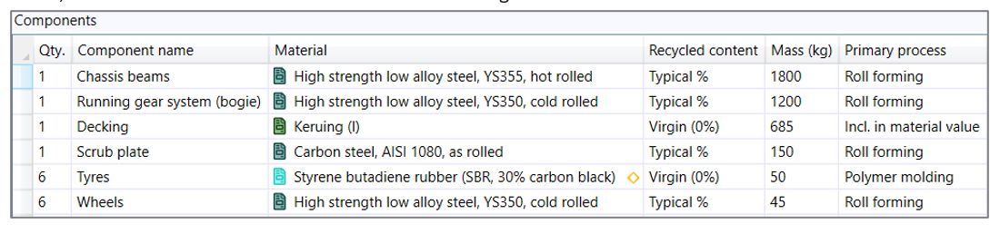 Components
Qty. Component name Material Recycled content Mass (kg) Primary process
1 Chassis beams High strength low alloy steel, YS355, hot rolled Typical % 1800 Roll forming
1 Running gear system (bogie) High strength low alloy steel, YS350, cold rolled Typical % 1200 Roll forming
1 Decking Keruing (l) Virgin (0%) 685 Incl. in material value
1 Scrub plate Carbon steel, AISI 1080, as rolled Typical % 150 Roll forming
6 Tyres Styrene butadiene rubber (SBR, 30% carbon black) Virgin (0%) 50 Polymer molding
6 Wheels High strength low alloy steel, YS350, cold rolled Typical % 45 Roll forming